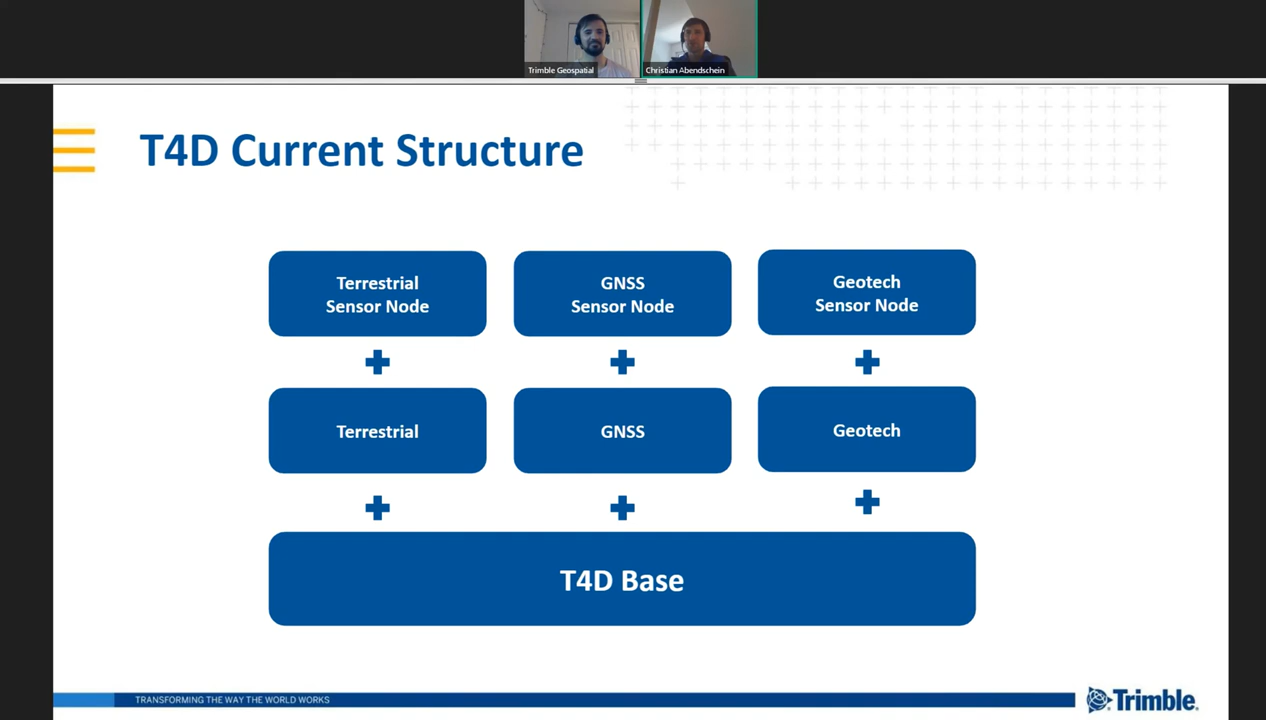 Trimble Geospatial
Christian Abendschein
T4D Current Structure
Terrestrial
Sensor Node
GNSS
Sensor Node
Geotech
Sensor Node
Terrestrial
GNSS
Geotech
T4D Base
TRANSFORMING THE WAY THE WORLD WORKS
Trimble.